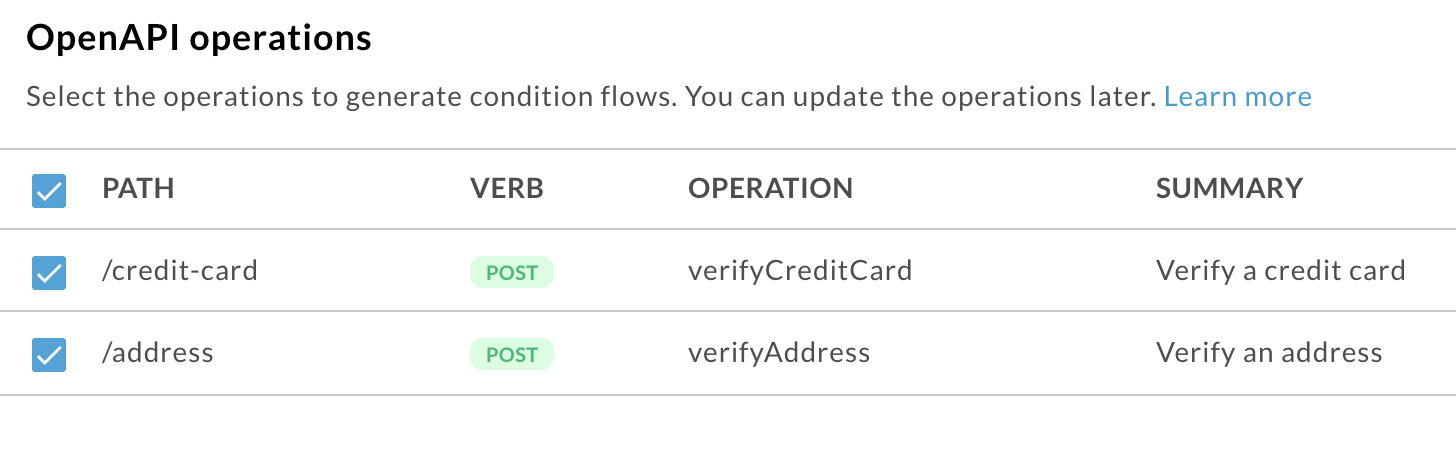 OpenAPI operations
Select the operations to generate condition flows. You can update the operations later. Learn more
PATH VERB OPERATION SUMMARY
/credit-card POST verifyCreditCard Verify a credit card
/address POST verifyAddress Verify an address